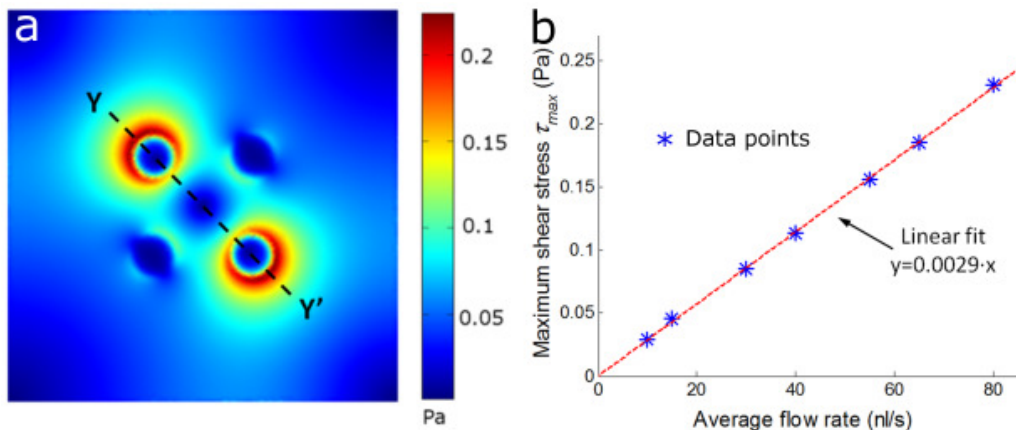 a
Y
Y'
0.2
0.15
0.1
0.05
Pa
b
Maximum shear stress τmax (Pa)
0.25
0.2
0.15
0.1
0.05
0
Data points
Linear fit
y=0.0029·x
0 20 40 60 80
Average flow rate (nl/s)